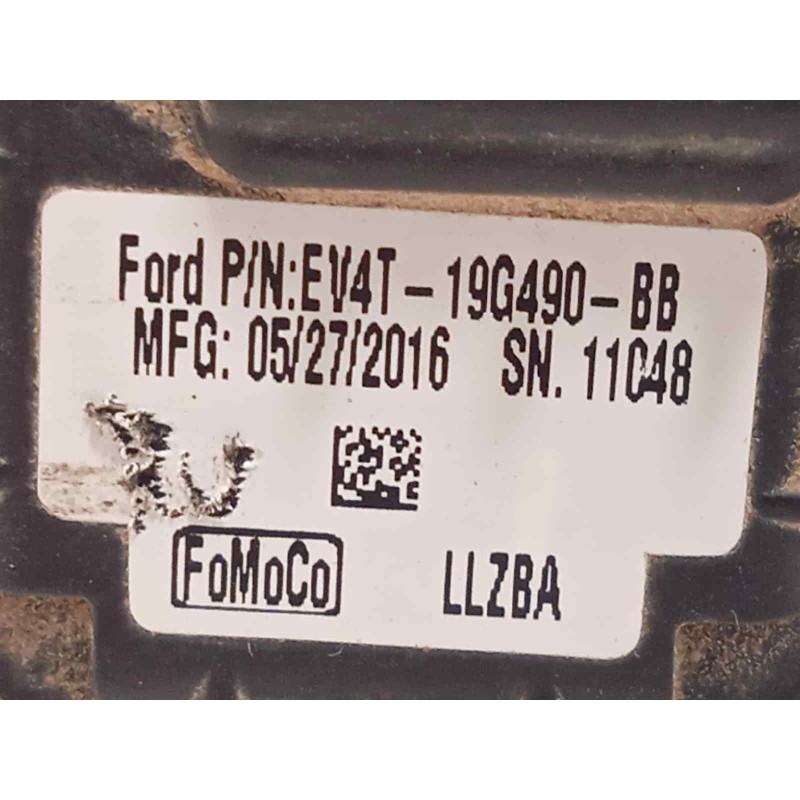 Ford P/N:EV4T-19G490-BB
MFG: 05/27/2016 SN. 11048
FoMoCo LLZBA